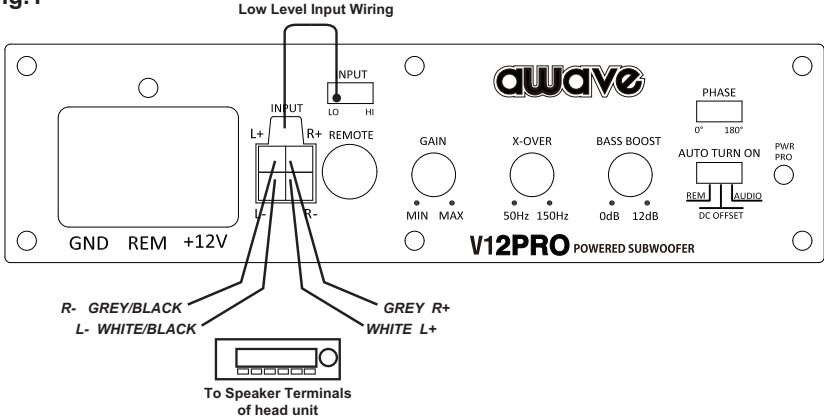 Fig.1
Low Level Input Wiring
INPUT
LO HI
awave
PHASE
0° 180°
INPUT
L+ R+ REMOTE
GAIN
X-OVER
BASS BOOST
AUTO TURN ON
PWR
PRO
MIN MAX
50Hz 150Hz
0dB 12dB
REM AUDIO
DC OFFSET
L- R-
GND REM +12V
V12PRO POWERED SUBWOOFER
R- GREY/BLACK GREY R+
L- WHITE/BLACK WHITE L+
To Speaker Terminals
of head unit